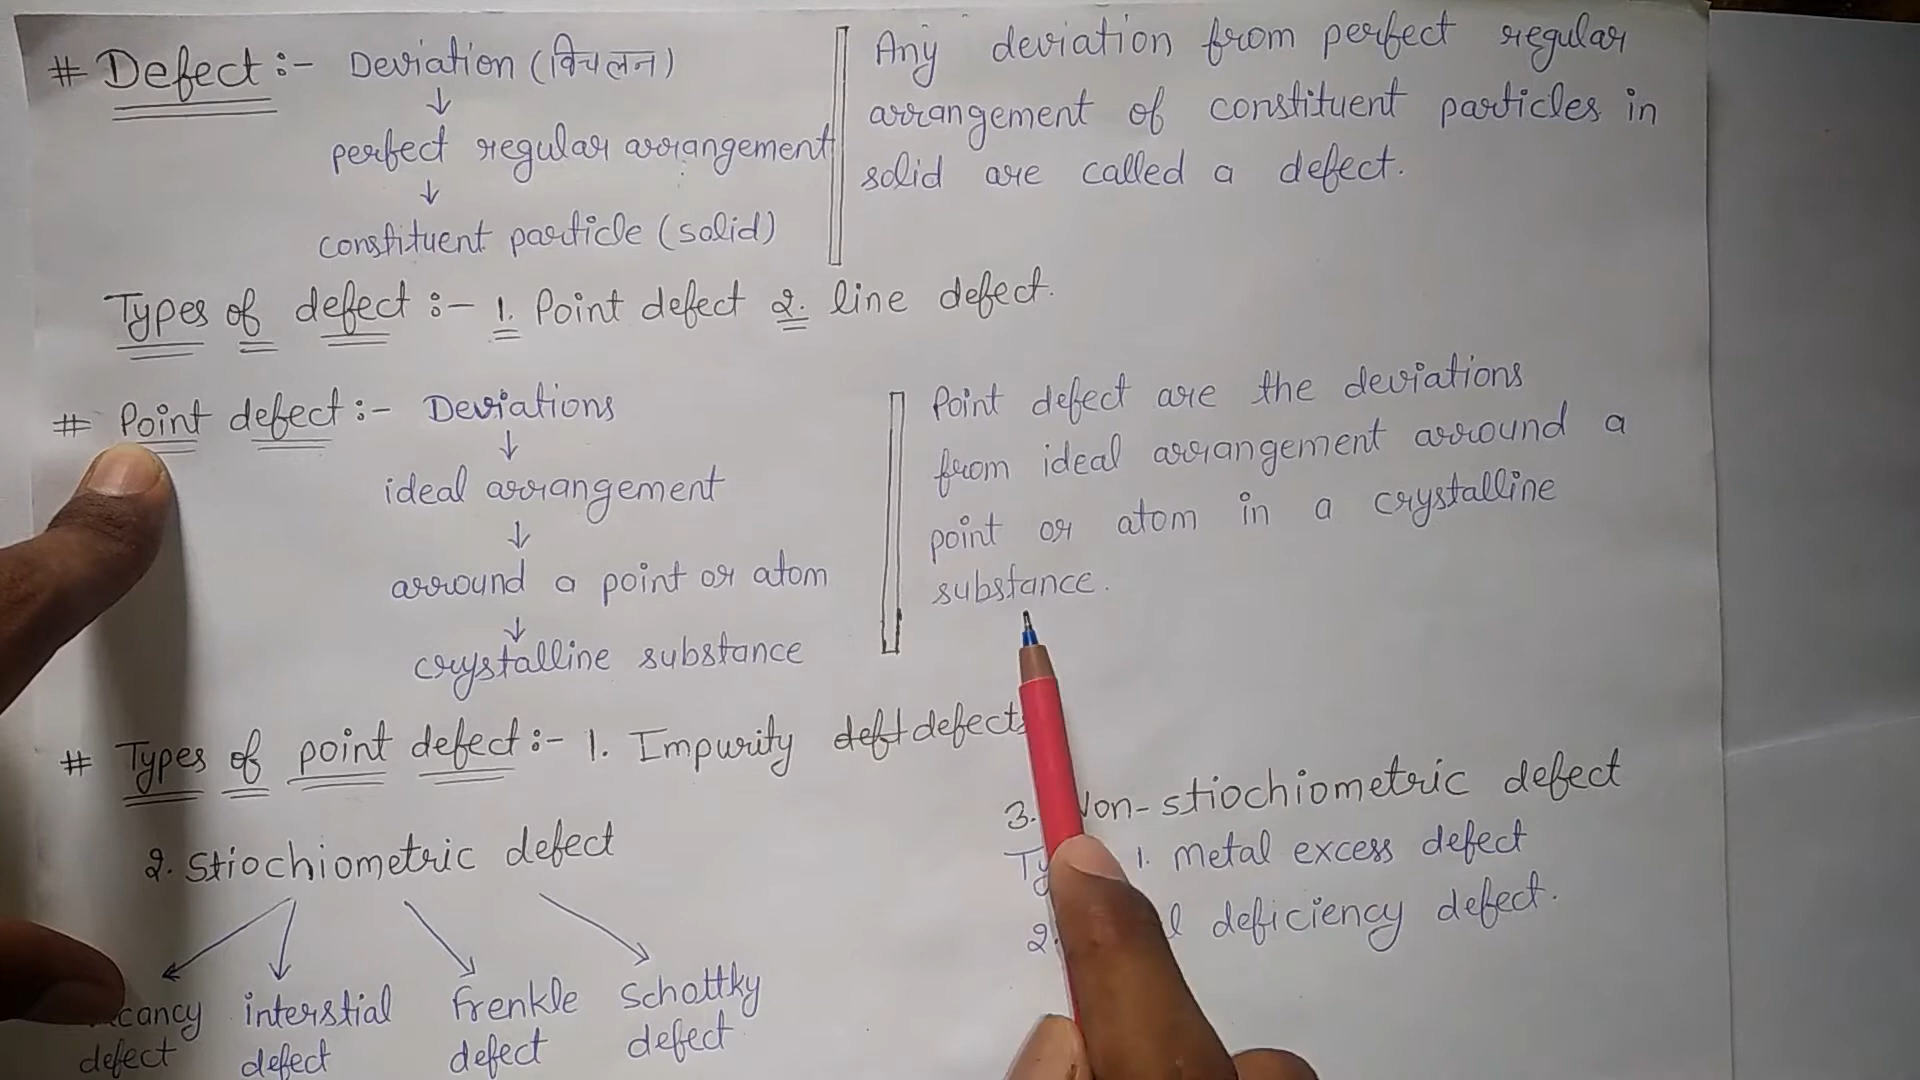 # Defect :- Deviation (विचलन)
↓
perfect regular arrangement
↓
constituent particle (solid)
Any deviation from perfect regular
arrangement of constituent particles in
solid are called a defect.
Types of defect :- 1. Point defect 2. line defect.
# Point defect :- Deviations
↓
ideal arrangement
↓
arround a point or atom
↓
crystalline substance
Point defect are the deviations
from ideal arrangement arround a
point or atom in a crystalline
substance.
# Types of point defect :- 1. Impurity defects
2. Stiochiometric defect
cancy defect
interstial defect
Frenkle defect
Schottky defect
3. Non-stiochiometric defect
1. metal excess defect
2. deficiency defect.